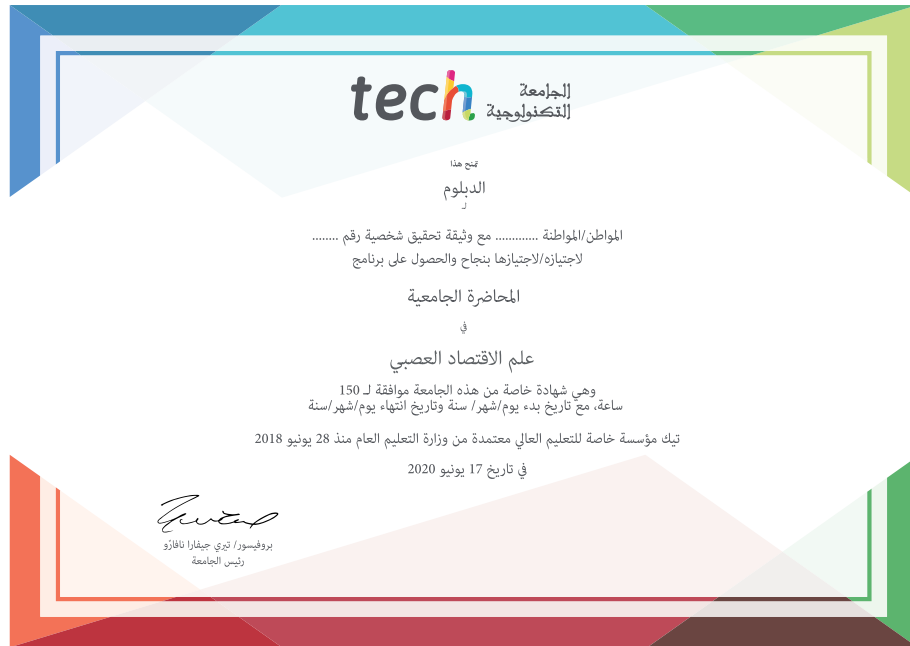 tech
الجامعة
التكنولوجية
تمنح هذا
الدبلوم
لـ
المواطن/المواطنة ............. مع وثيقة تحقيق شخصية رقم ........
لاجتيازه/لاجتيازها بنجاح والحصول على برنامج
المحاضرة الجامعية
في
علم الاقتصاد العصبي
وهي شهادة خاصة من هذه الجامعة موافقة لـ 150
ساعة، مع تاريخ بدء يوم/شهر/ سنة وتاريخ انتهاء يوم/شهر/سنة
تيك مؤسسة خاصة للتعليم العالي معتمدة من وزارة التعليم العام منذ 28 يونيو 2018
في تاريخ 17 يونيو 2020
بروفيسور/ تيري جيفارا نافارّو
رئيس الجامعة